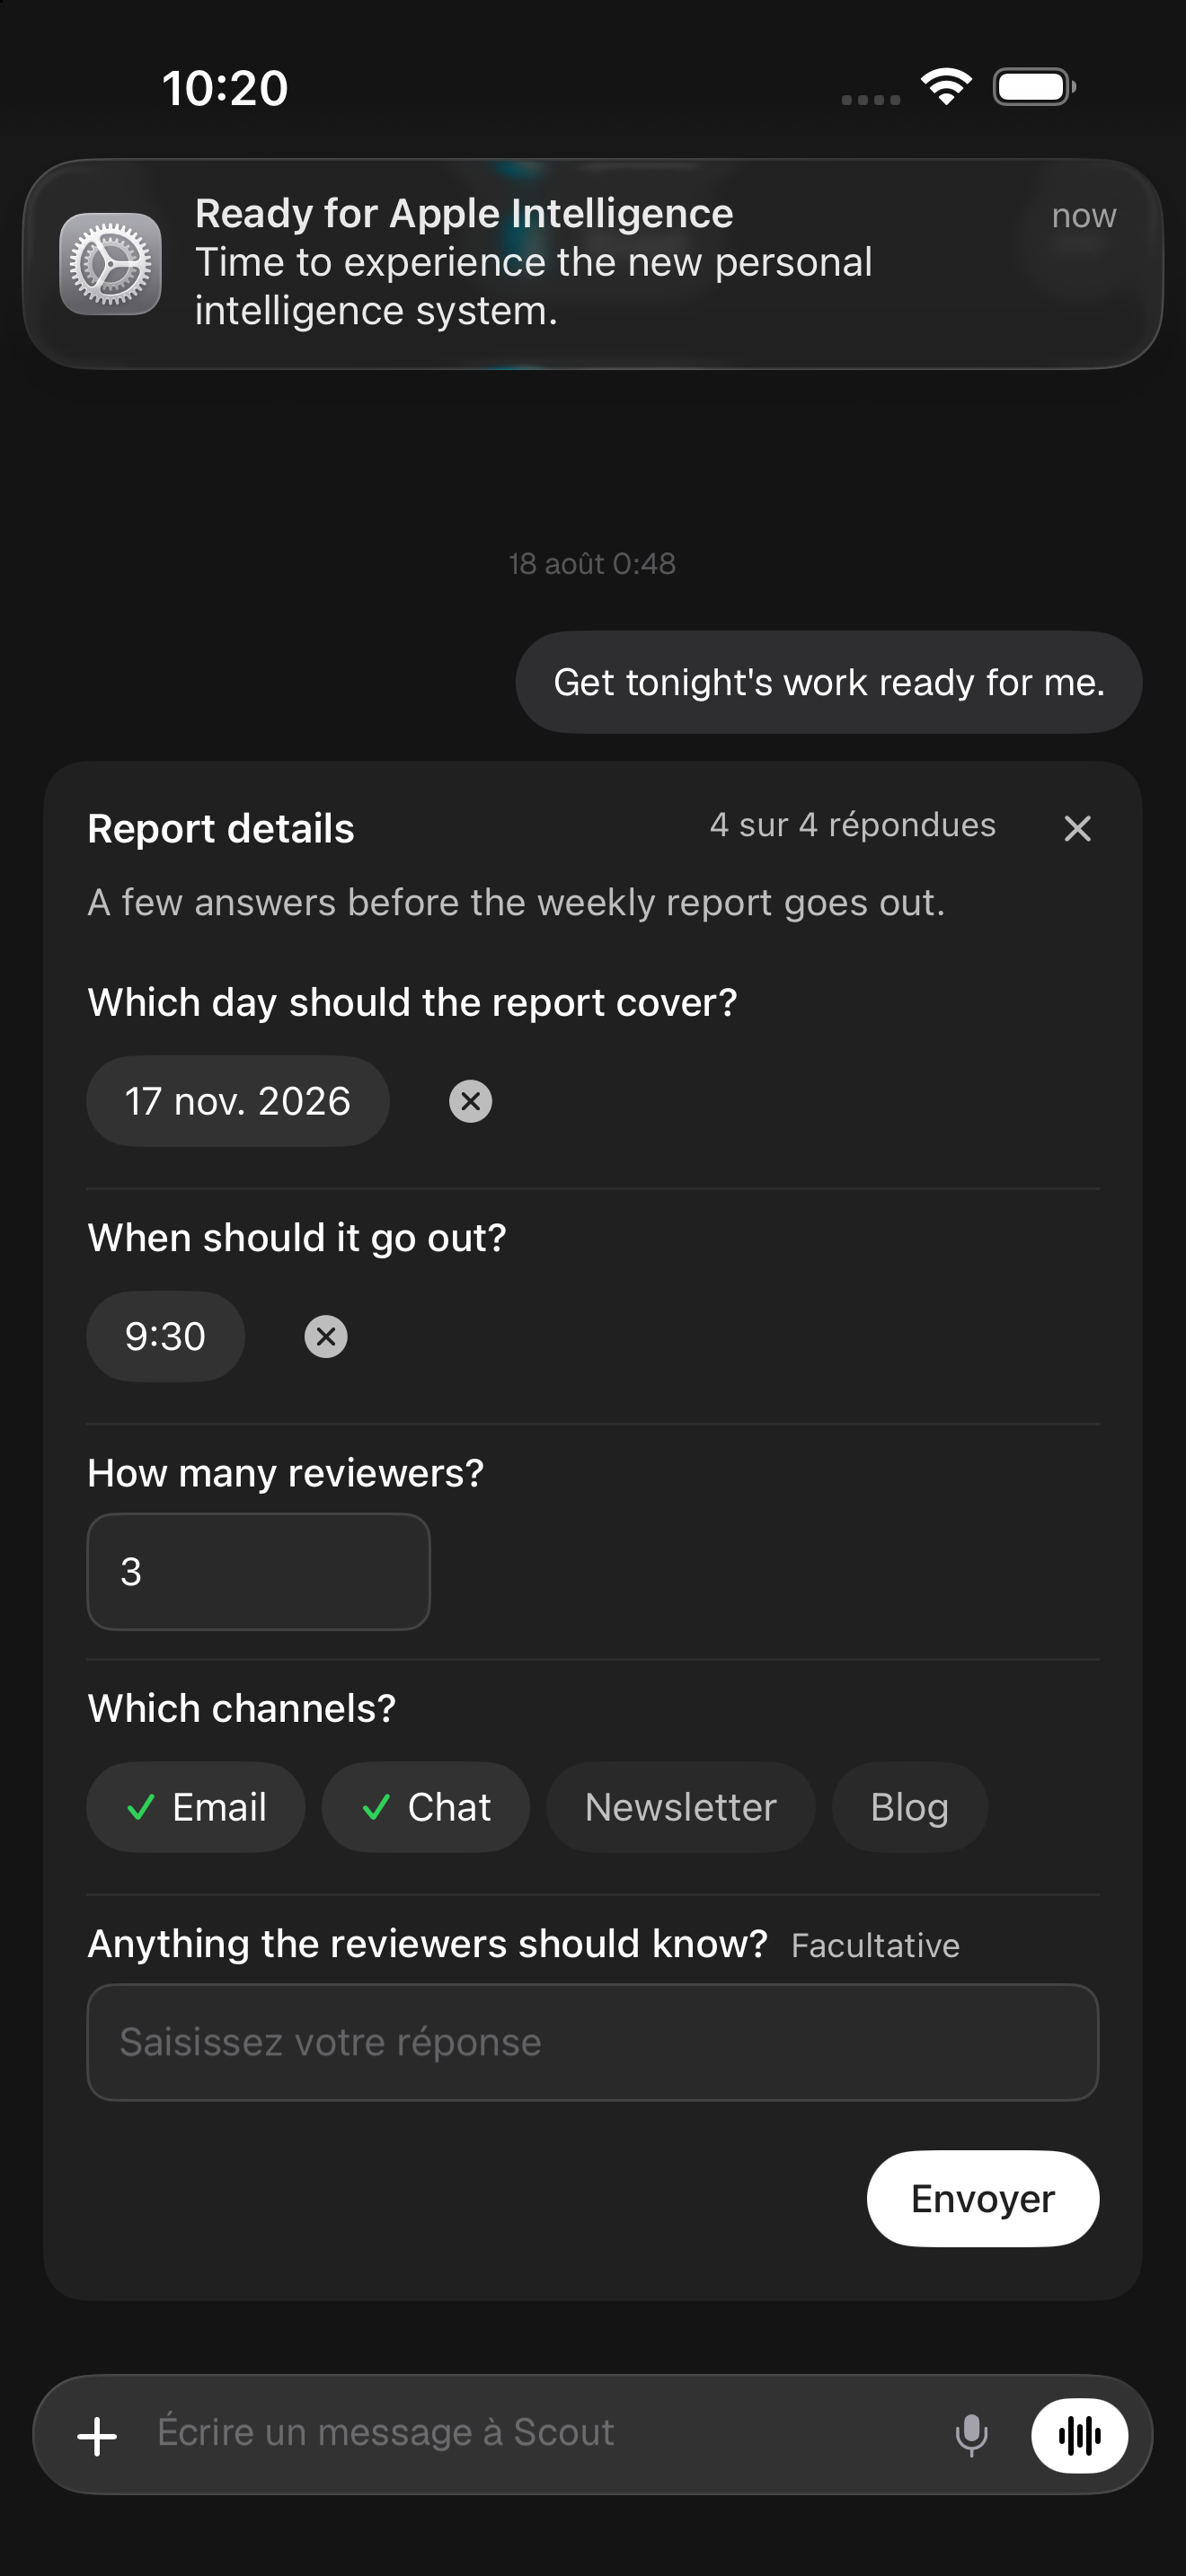 10:20
Ready for Apple Intelligence
now
Time to experience the new personal
intelligence system.
18 août 0:48
Get tonight's work ready for me.
Report details
4 sur 4 répondues
A few answers before the weekly report goes out.
Which day should the report cover?
17 nov. 2026
When should it go out?
9:30
How many reviewers?
3
Which channels?
Email
Chat
Newsletter
Blog
Anything the reviewers should know? Facultative
Saisissez votre réponse
Envoyer
Écrire un message à Scout